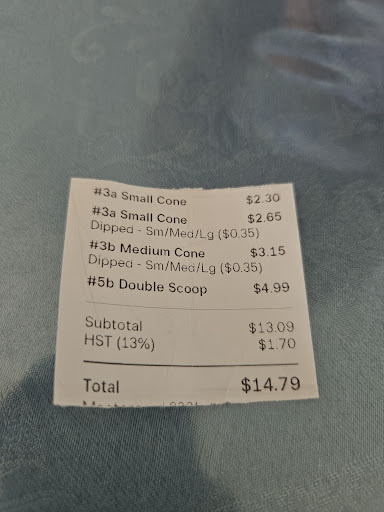 #3a Small Cone $2.30
#3a Small Cone $2.65
Dipped - Sm/Med/Lg ($0.35)
#3b Medium Cone $3.15
Dipped - Sm/Med/Lg ($0.35)
#5b Double Scoop $4.99
Subtotal $13.09
HST (13%) $1.70
Total $14.79